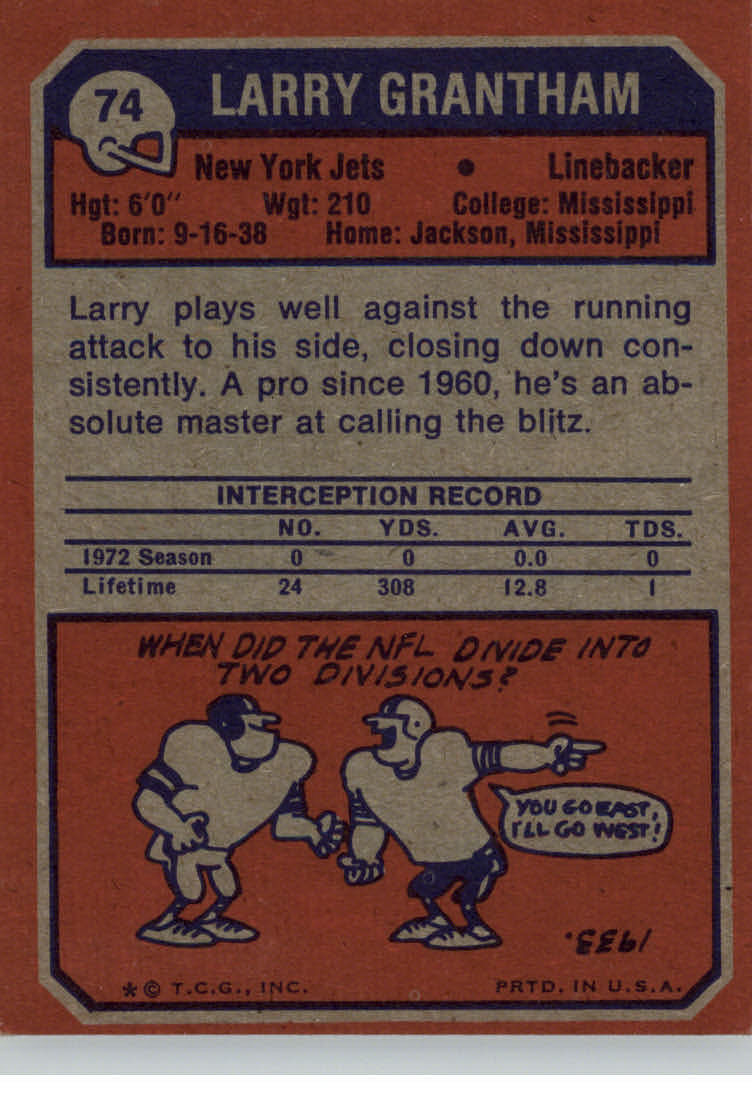 74
LARRY GRANTHAM
New York Jets • Linebacker
Hgt: 6'0" Wgt: 210 College: Mississippi
Born: 9-16-38 Home: Jackson, Mississippi
Larry plays well against the running
attack to his side, closing down con-
sistently. A pro since 1960, he's an ab-
solute master at calling the blitz.
INTERCEPTION RECORD
NO. YDS. AVG. TDS.
1972 Season 0 0 0.0 0
Lifetime 24 308 12.8 1
WHEN DID THE NFL DIVIDE INTO
TWO DIVISIONS?
YOU GO EAST,
I'LL GO WEST!
1933.
* © T.C.G., INC. PRTD. IN U.S.A.